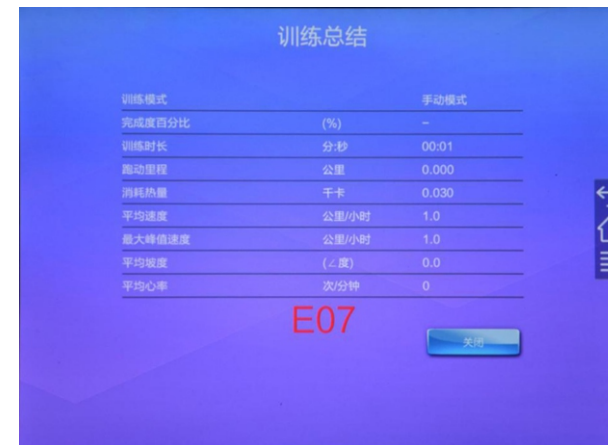 训练总结
训练模式 手动模式
完成度百分比 (%) –
训练时长 分:秒 00:01
跑动里程 公里 0.000
消耗热量 千卡 0.030
平均速度 公里/小时 1.0
最大峰值速度 公里/小时 1.0
平均坡度 (∠度) 0.0
平均心率 次/分钟 0
E07
关闭